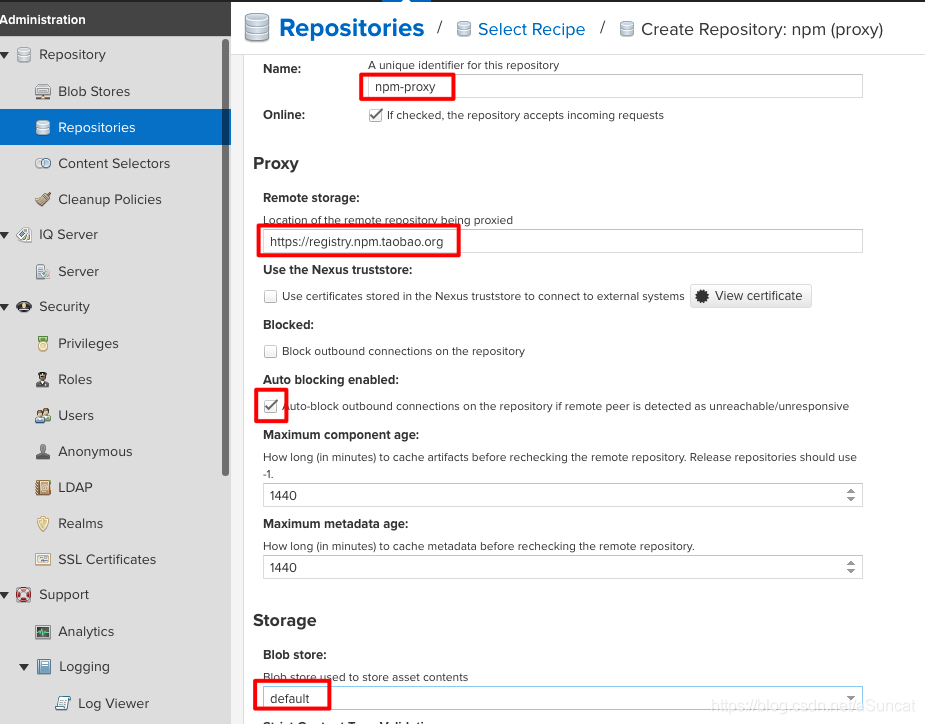 Administration
Repository
Blob Stores
Repositories
Content Selectors
Cleanup Policies
IQ Server
Server
Security
Privileges
Roles
Users
Anonymous
LDAP
Realms
SSL Certificates
Support
Analytics
Logging
Log Viewer
Repositories / Select Recipe / Create Repository: npm (proxy)
Name: A unique identifier for this repository
npm-proxy
Online: If checked, the repository accepts incoming requests
Proxy
Remote storage:
Location of the remote repository being proxied
https://registry.npm.taobao.org
Use the Nexus truststore:
Use certificates stored in the Nexus truststore to connect to external systems View certificate
Blocked:
Block outbound connections on the repository
Auto blocking enabled:
Auto-block outbound connections on the repository if remote peer is detected as unreachable/unresponsive
Maximum component age:
How long (in minutes) to cache artifacts before rechecking the remote repository. Release repositories should use
-1.
1440
Maximum metadata age:
How long (in minutes) to cache metadata before rechecking the remote repository.
1440
Storage
Blob store:
Blob store used to store asset contents
default
Strict Content Type